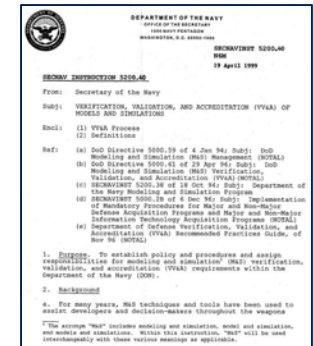 DEPARTMENT OF THE NAVY
OFFICE OF THE SECRETARY
1000 NAVY PENTAGON
WASHINGTON, D.C. 20350-1000
SECNAVINST 5200.40
N6M
19 April 1999
SECNAV INSTRUCTION 5200.40
From: Secretary of the Navy
Subj: VERIFICATION, VALIDATION, AND ACCREDITATION (VV&A) OF
MODELS AND SIMULATIONS
Encl: (1) VV&A Process
(2) Definitions
Ref: (a) DoD Directive 5000.59 of 4 Jan 94; Subj: DoD
Modeling and Simulation (M&S) Management (NOTAL)
(b) DoD Directive 5000.61 of 29 Apr 96; Subj: DoD
Modeling and Simulation (M&S) Verification,
Validation, and Accreditation (VV&A) (NOTAL)
(c) SECNAVINST 5200.38 of 18 Oct 94; Subj: Department of
the Navy Modeling and Simulation Program
(d) SECNAVINST 5000.2B of 6 Dec 96; Subj: Implementation
of Mandatory Procedures for Major and Non-Major
Defense Acquisition Programs and Major and Non-Major
Information Technology Acquisition Programs (NOTAL)
(e) Department of Defense Verification, Validation, and
Accreditation (VV&A) Recommended Practices Guide, of
Nov 96 (NOTAL)
1. Purpose. To establish policy and procedures and assign
responsibilities for modeling and simulation¹ (M&S) verification,
validation, and accreditation (VV&A) requirements within the
Department of the Navy (DON).
2. Background
a. For many years, M&S techniques and tools have been used to
assist developers and decision-makers throughout the weapons
¹ The acronym "M&S" includes modeling and simulation, model and simulation,
and models and simulations. Within this instruction, "M&S" will be used
interchangeably with these various meanings as applicable.